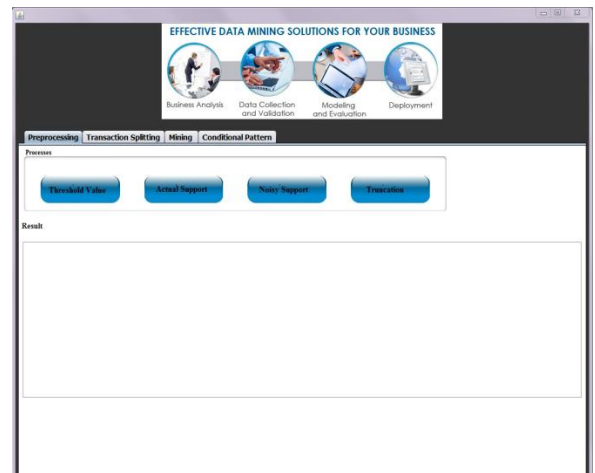 EFFECTIVE DATA MINING SOLUTIONS FOR YOUR BUSINESS
Business Analysis Data Collection Modeling Deployment
and Validation and Evaluation
Preprocessing Transaction Splitting Mining Conditional Pattern
Processes
Threshold Value Actual Support Noisy Support Truncation
Result